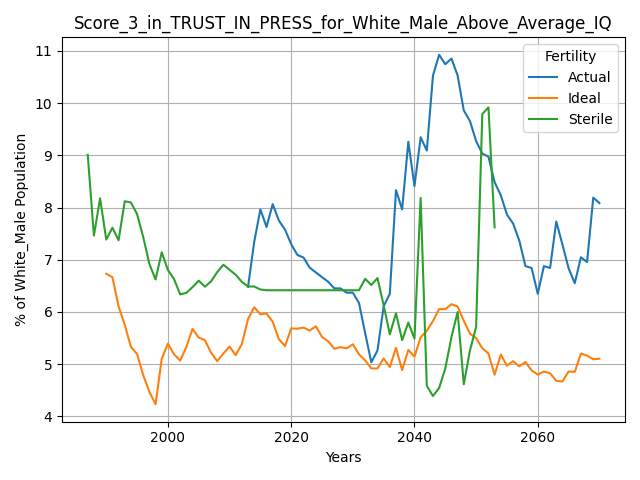 Score_3_in_TRUST_IN_PRESS_for_White_Male_Above_Average_IQ
11
10
9
8
7
6
5
4
% of White_Male Population
2000
2020
2040
2060
Years
Fertility
Actual
Ideal
Sterile